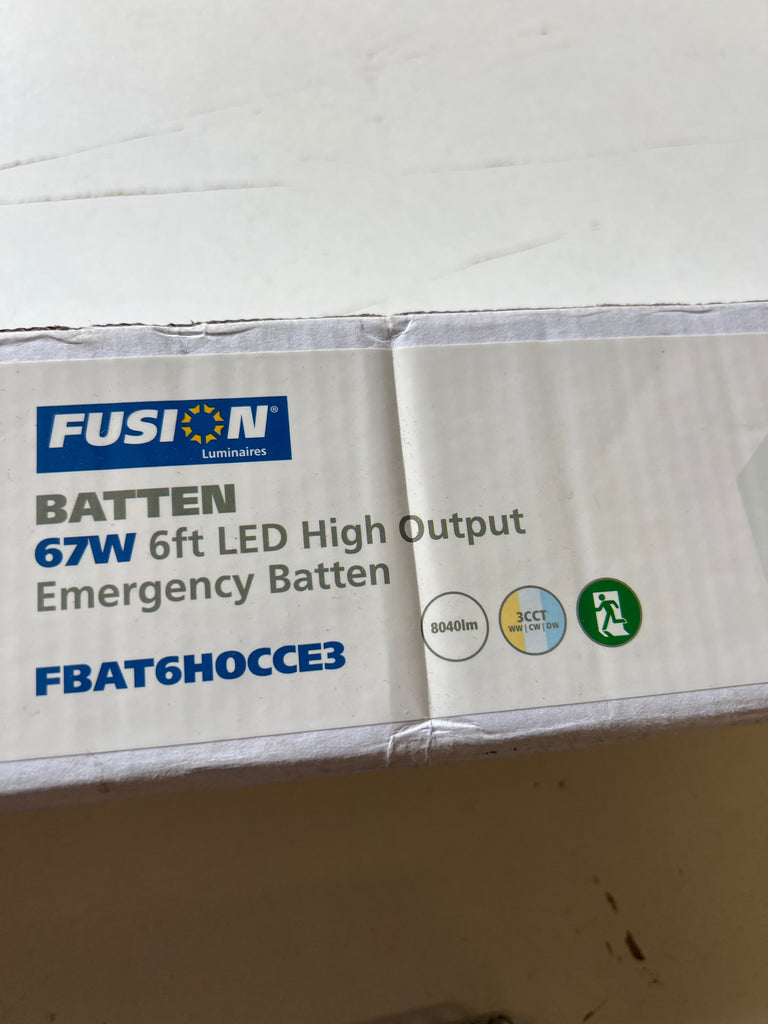 FUSION®
Luminaires
BATTEN
67W 6ft LED High Output
Emergency Batten
8040lm
3CCT
WW | CW | DW
FBAT6HOCCE3